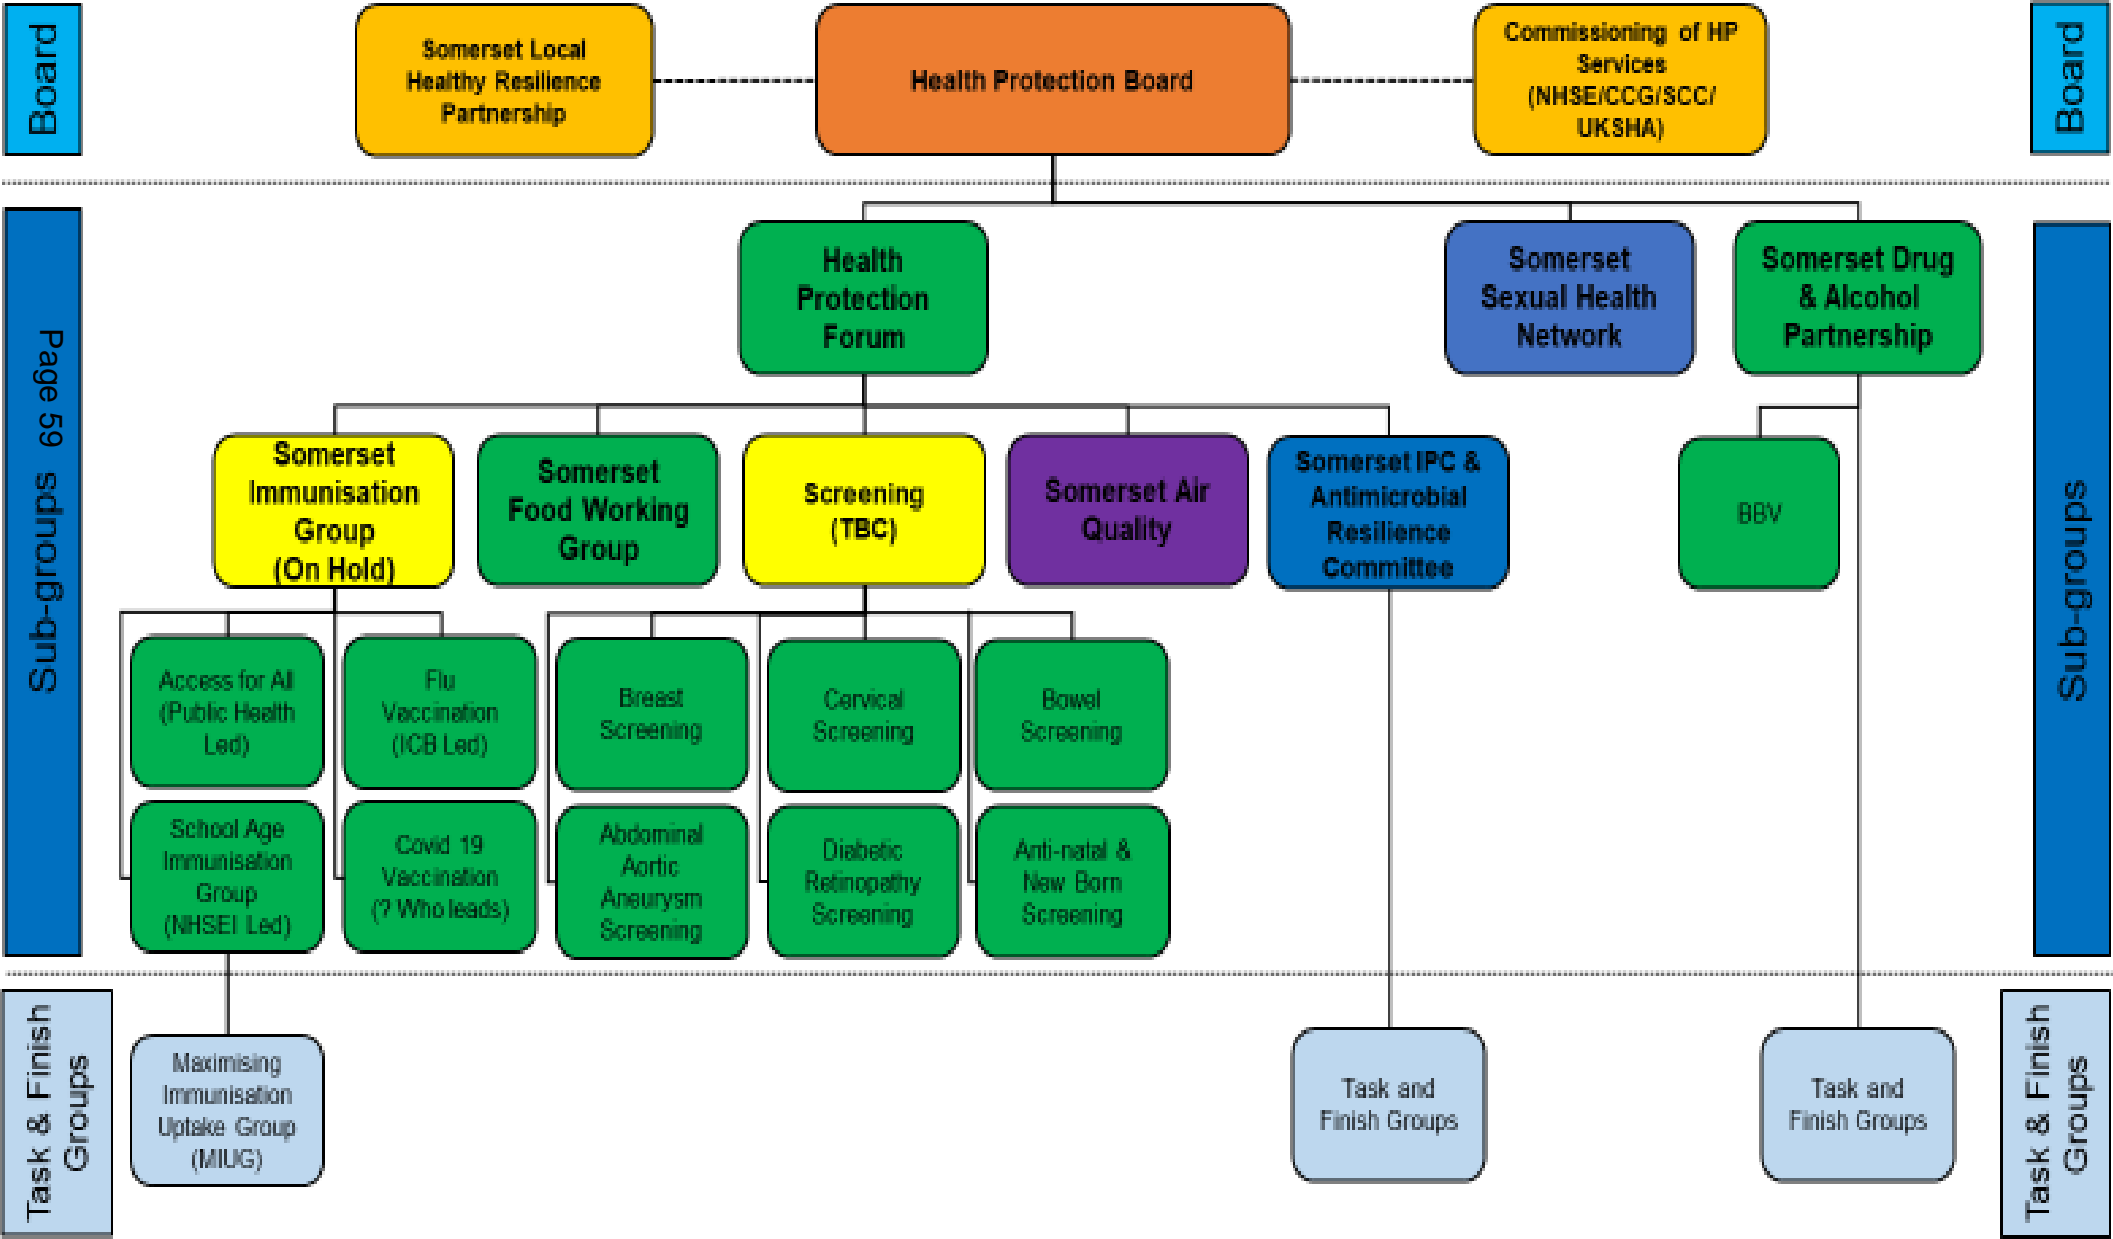 Board
Somerset Local
Healthy Resilience
Partnership
Health Protection Board
Commissioning of HP
Services
(NHSE/CCG/SCC/
UKSHA)
Board
Page 59
Sub-groups
Health
Protection
Forum
Somerset
Sexual Health
Network
Somerset Drug
& Alcohol
Partnership
Sub-groups
Somerset
Immunisation
Group
(On Hold)
Somerset
Food Working
Group
Screening
(TBC)
Somerset Air
Quality
Somerset IPC &
Antimicrobial
Resilience
Committee
BBV
Access for All
(Public Health
Led)
Flu
Vaccination
(ICB Led)
Breast
Screening
Cervical
Screening
Bowel
Screening
School Age
Immunisation
Group
(NHSEI Led)
Covid 19
Vaccination
(? Who leads)
Abdominal
Aortic
Aneurysm
Screening
Diabetic
Retinopathy
Screening
Anti-natal &
New Born
Screening
Task & Finish
Groups
Maximising
Immunisation
Uptake Group
(MIUG)
Task and
Finish Groups
Task and
Finish Groups
Task & Finish
Groups